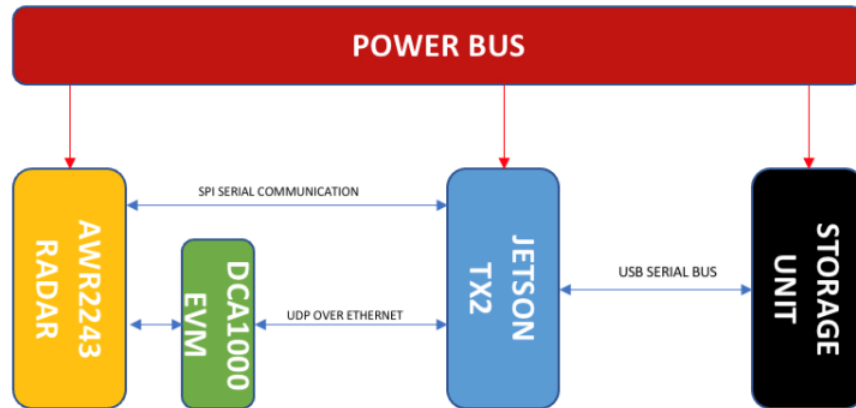 POWER BUS
SPI SERIAL COMMUNICATION
AWR2243
RADAR
DCA1000
EVM
UDP OVER ETHERNET
JETSON
TX2
USB SERIAL BUS
STORAGE
UNIT